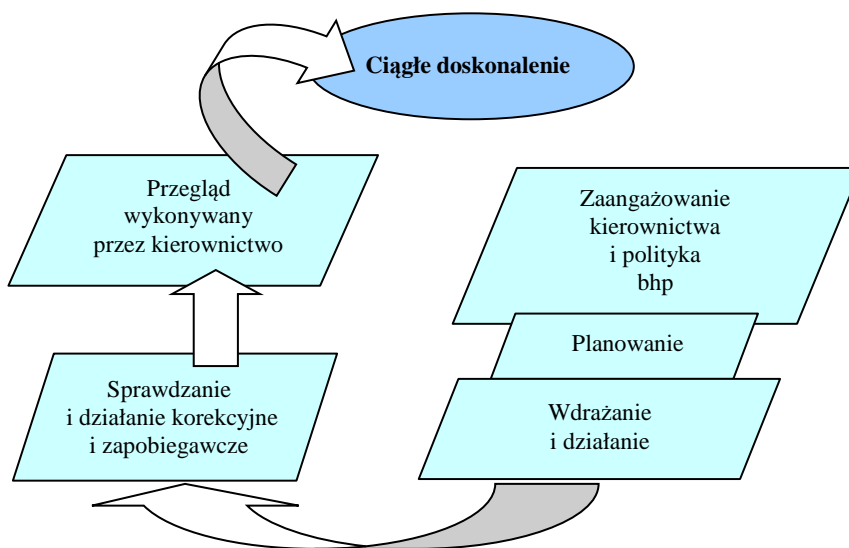 Ciągłe doskonalenie
Przegląd
wykonywany
przez kierownictwo
Zaangażowanie
kierownictwa
i polityka
bhp
Planowanie
Sprawdzanie
i działanie korekcyjne
i zapobiegawcze
Wdrażanie
i działanie